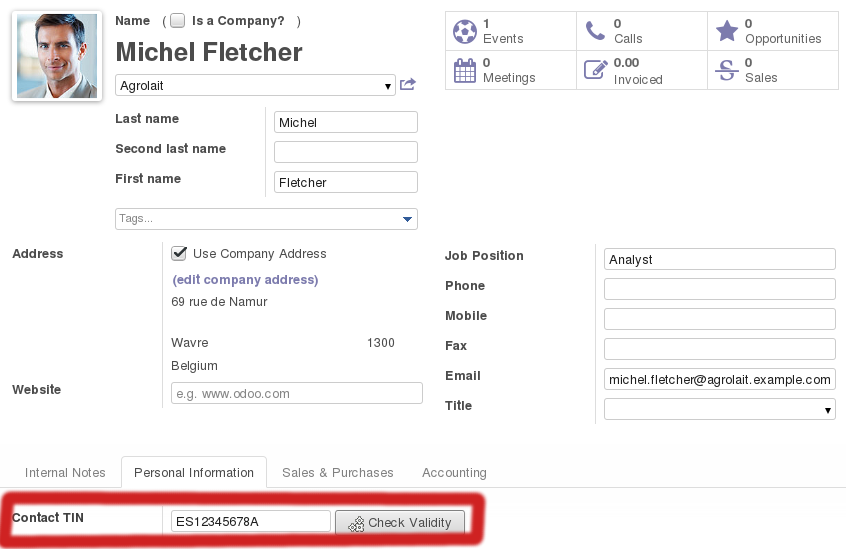 Name ( Is a Company? )
Michel Fletcher
Agrolait
Last name Michel
Second last name
First name Fletcher
Tags...
1 Events
0 Calls
0 Opportunities
0 Meetings
0.00 Invoiced
0 Sales
Address Use Company Address
(edit company address)
69 rue de Namur
Wavre 1300
Belgium
Website e.g. www.odoo.com
Job Position Analyst
Phone
Mobile
Fax
Email michel.fletcher@agrolait.example.com
Title
Internal Notes Personal Information Sales & Purchases Accounting
Contact TIN ES12345678A Check Validity